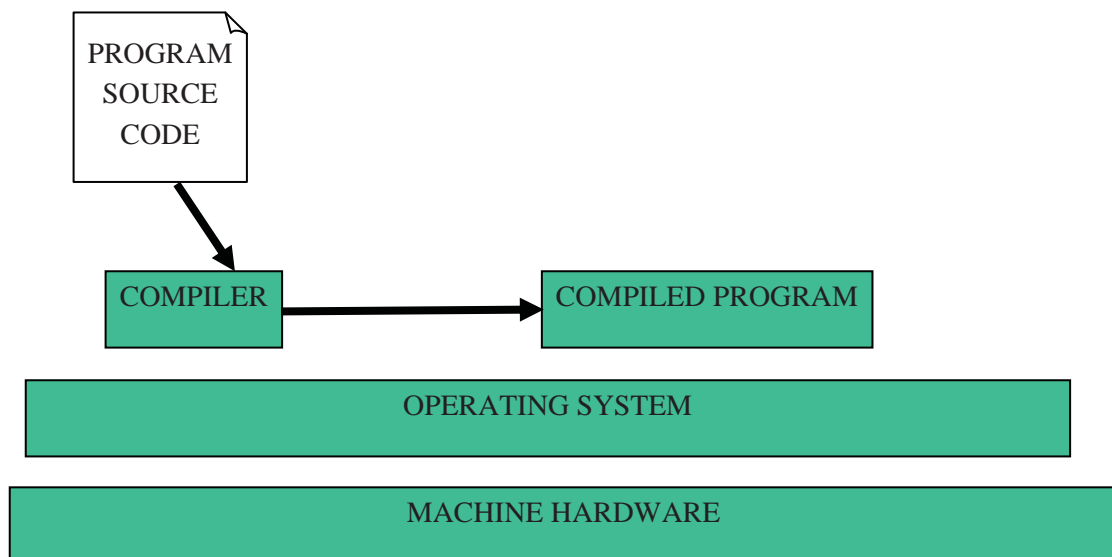 PROGRAM
SOURCE
CODE
COMPILER
COMPILED PROGRAM
OPERATING SYSTEM
MACHINE HARDWARE